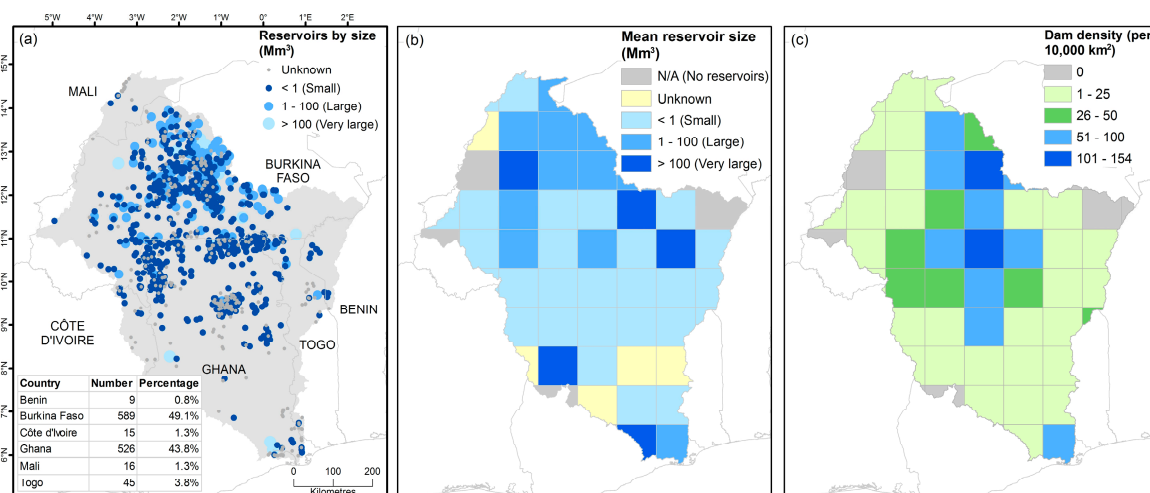 5°W 4°W 3°W 2°W 1°W 0° 1°E 2°E
(a)
Reservoirs by size
(Mm³)
Unknown
< 1 (Small)
1 - 100 (Large)
> 100 (Very large)
15°N
14°N
13°N
12°N
11°N
10°N
9°N
8°N
7°N
6°N
MALI
BURKINA
FASO
BENIN
CÔTE
D'IVOIRE
TOGO
GHANA
Country Number Percentage
Benin 9 0.8%
Burkina Faso 589 49.1%
Côte d'Ivoire 15 1.3%
Ghana 526 43.8%
Mali 16 1.3%
Togo 45 3.8%
0 100 200
Kilometres
(b)
Mean reservoir size
(Mm³)
N/A (No reservoirs)
Unknown
< 1 (Small)
1 - 100 (Large)
> 100 (Very large)
(c)
Dam density (per
10,000 km²)
0
1 - 25
26 - 50
51 - 100
101 - 154